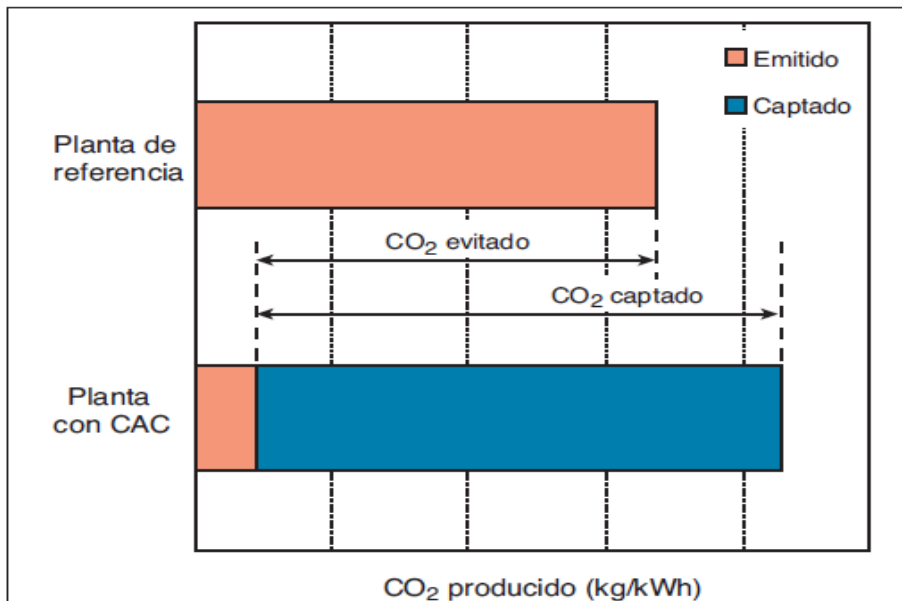 Emitido
Captado
Planta de
referencia
CO₂ evitado
CO₂ captado
Planta
con CAC
CO₂ producido (kg/kWh)